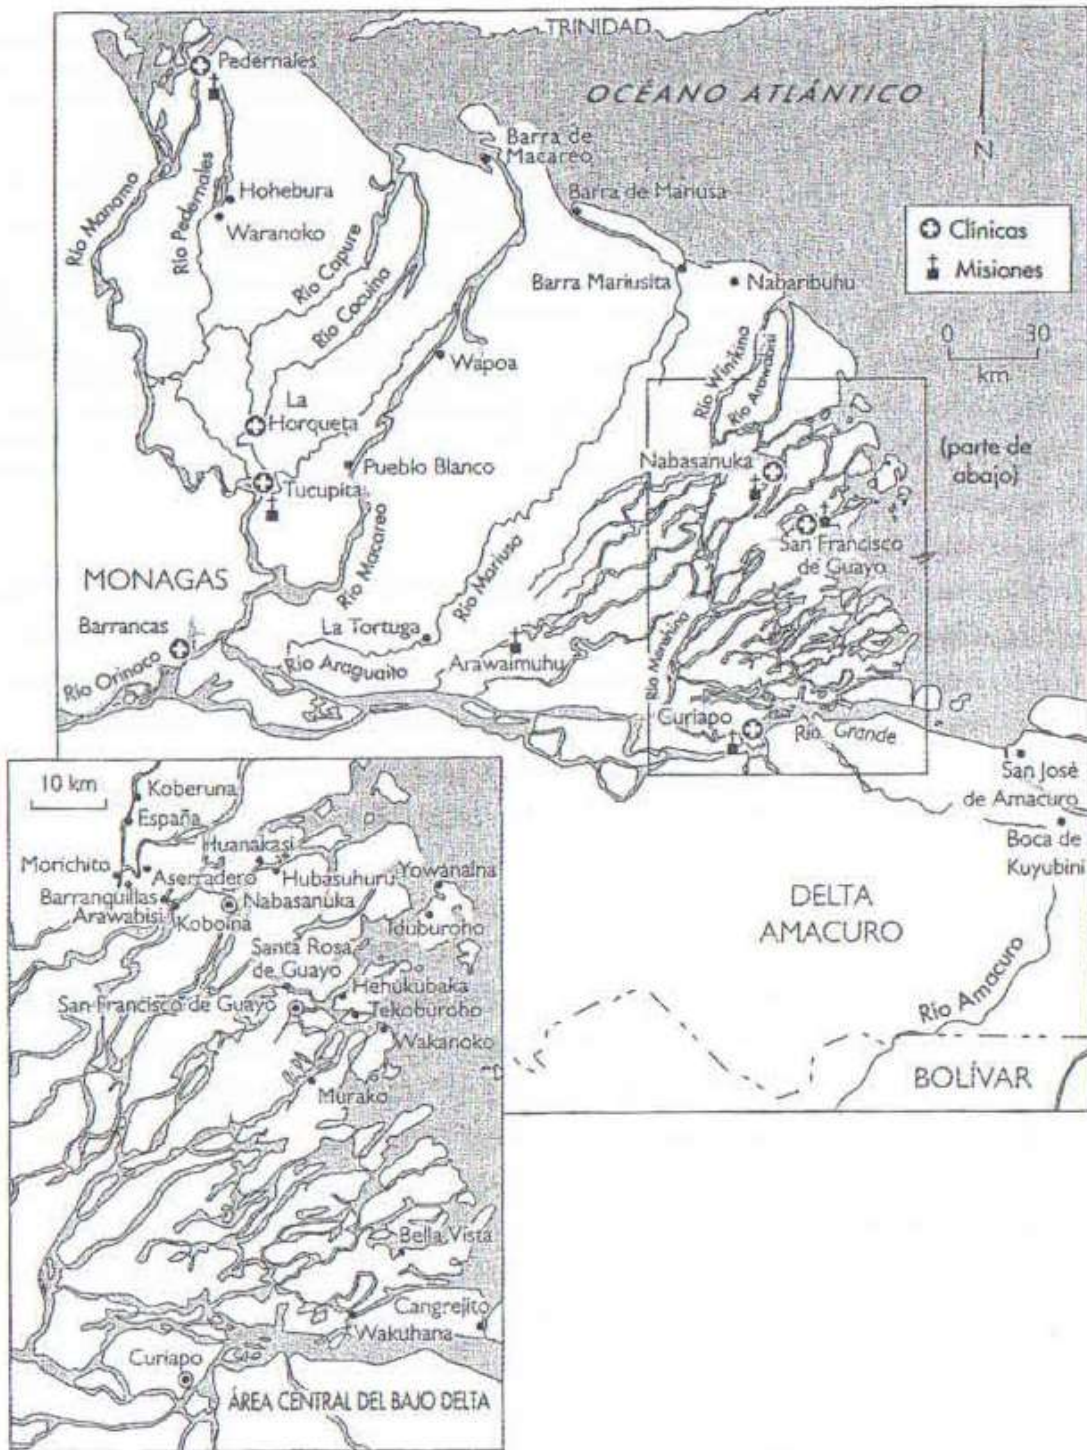 TRINIDAD
OCÉANO ATLÁNTICO
N
Pedernales
Barra de
Macareo
Barra de Mariusa
Hohebura
Waranoko
Río Manamo
Río Pedernales
Río Capure
Río Cocuina
Barra Mariusita
Nabaribuhu
Clínicas
Misiones
0 30
km
Wapoa
Río Winikina
Río Arawabisi
La
Horqueta
Pueblo Blanco
Tucupita
Nabasanuka
(parte de
abajo)
San Francisco
de Guayo
MONAGAS
Río Macareo
Río Mariusa
Barrancas
La Tortuga
Río Araguaito
Arawaimuhu
Río Orinoco
Curiapo
Río Grande
San José
de Amacuro
Boca de
Kuyubini
DELTA
AMACURO
Río Amacuro
BOLÍVAR
10 km
Koberuna
España
Huanakasi
Morichito
Aserradero
Hubasuhuru
Yowanaina
Barranquillas
Arawabisi
Koboina
Nabasanuka
Santa Rosa
de Guayo
San Francisco de Guayo
Hehukubaka
Tekoburoho
Wakanoko
Murako
Bella Vista
Cangrejito
Wakuhana
Curiapo
ÁREA CENTRAL DEL BAJO DELTA